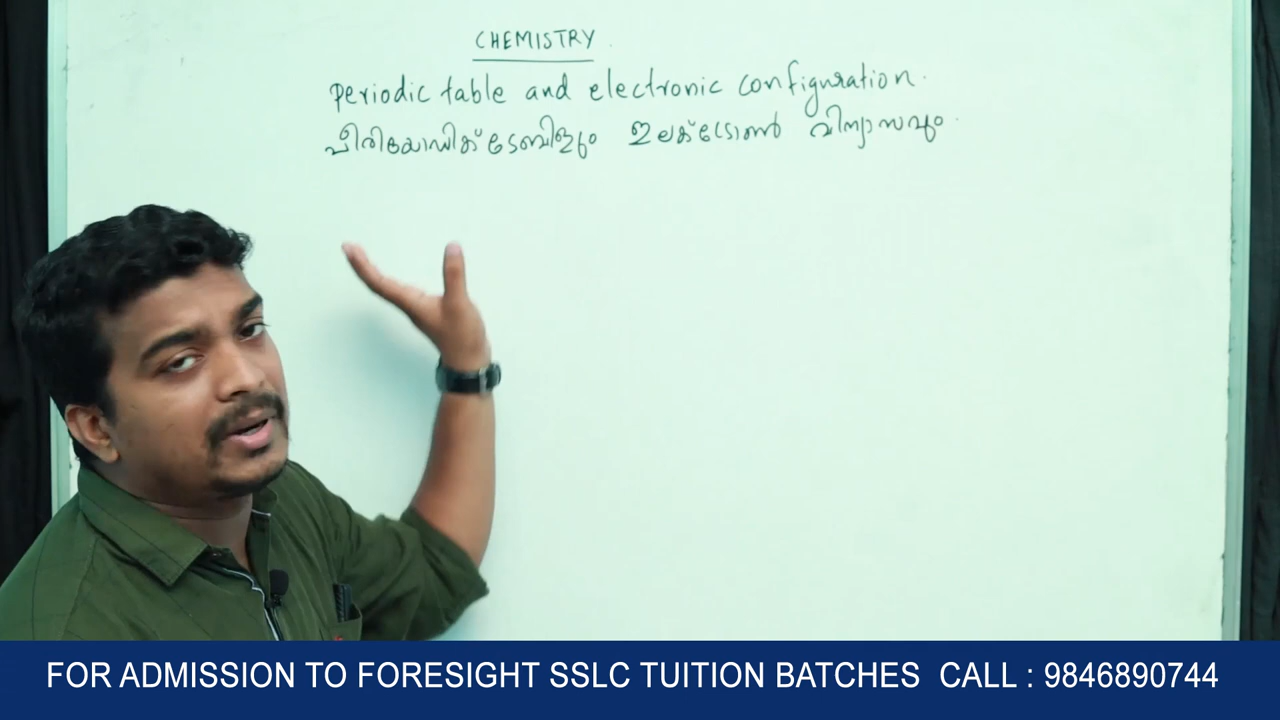 CHEMISTRY.
Periodic table and electronic configuration.
പീരിയോഡിക് ടേബിളും ഇലക്ട്രോൺ വിന്യാസവും.
FOR ADMISSION TO FORESIGHT SSLC TUITION BATCHES CALL : 9846890744